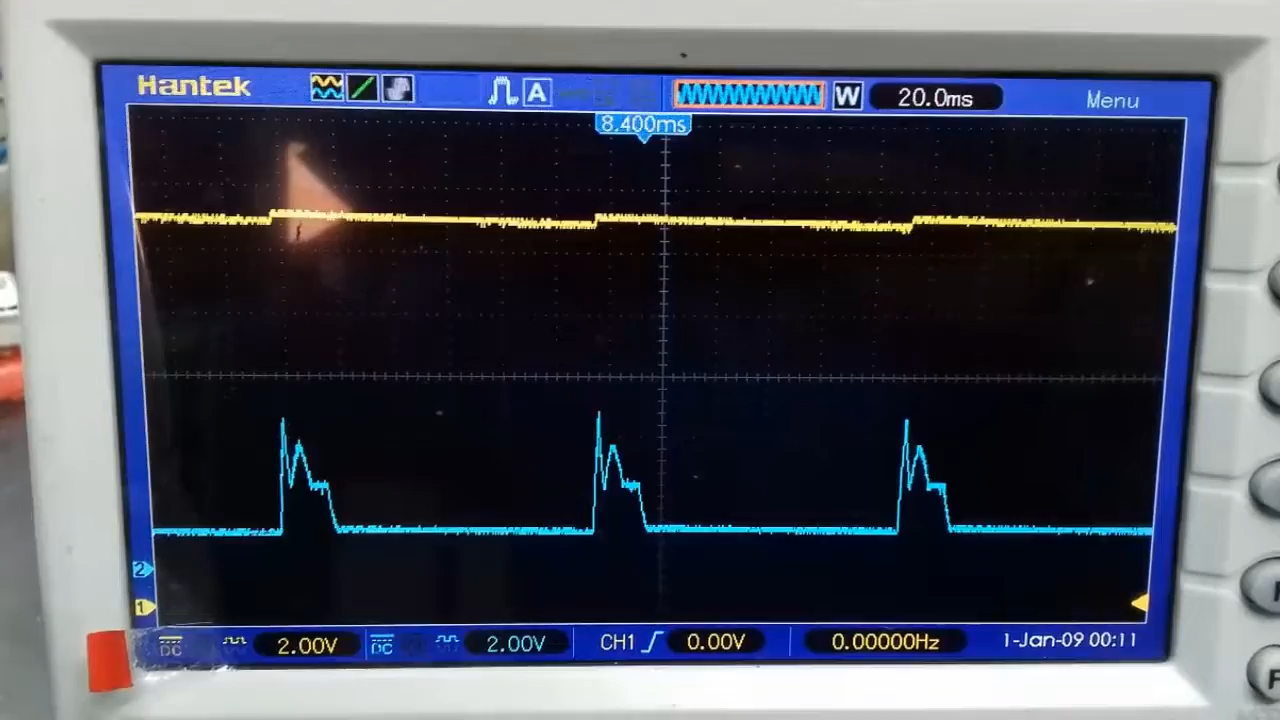 Hantek A W 20.0ms Menu
8.400ms
2
1
DC 2.00V DC 2.00V CH1 0.00V 0.00000Hz 1-Jan-09 00:11
F